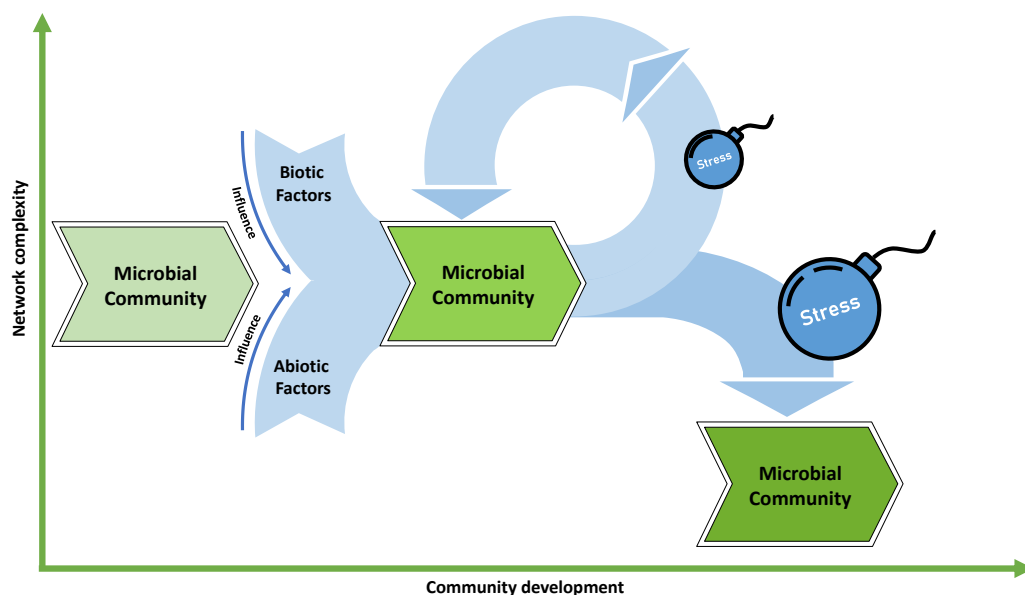 Network complexity
Microbial
Community
Influence
Influence
Biotic
Factors
Abiotic
Factors
Microbial
Community
Stress
Stress
Microbial
Community
Community development